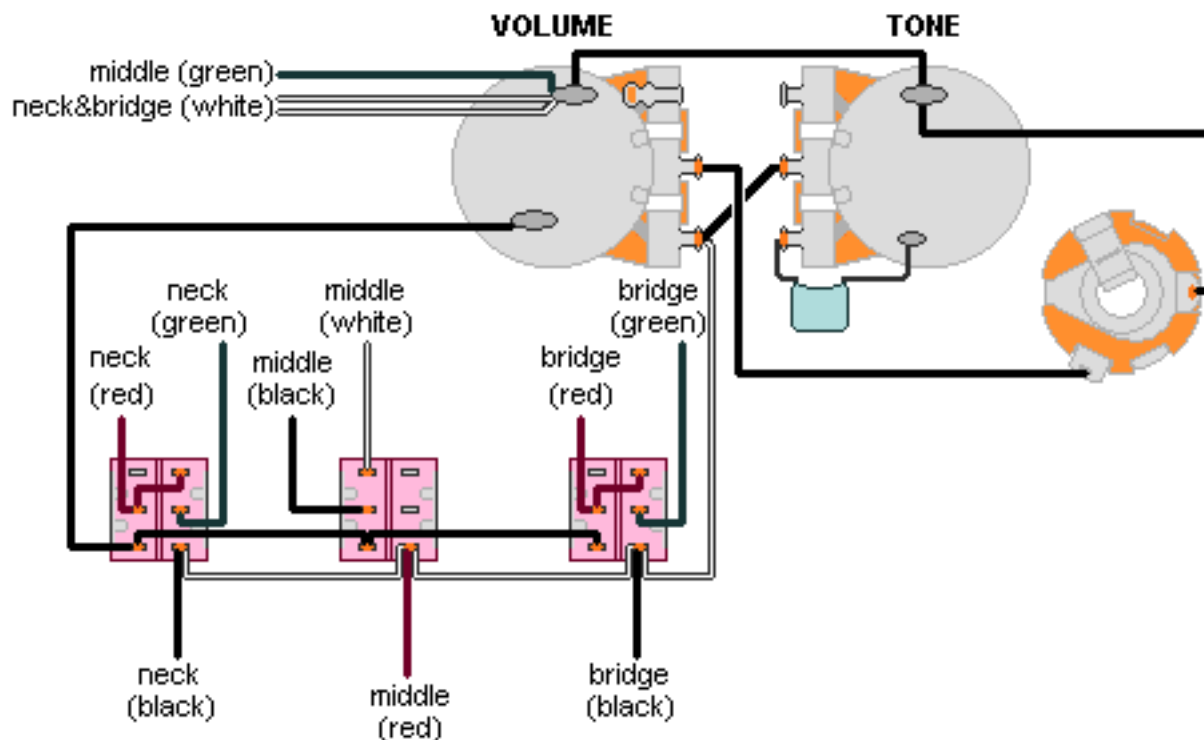 VOLUME
TONE
middle (green)
neck&bridge (white)
neck
(green)
middle
(white)
bridge
(green)
neck
(red)
middle
(black)
bridge
(red)
neck
(black)
middle
(red)
bridge
(black)